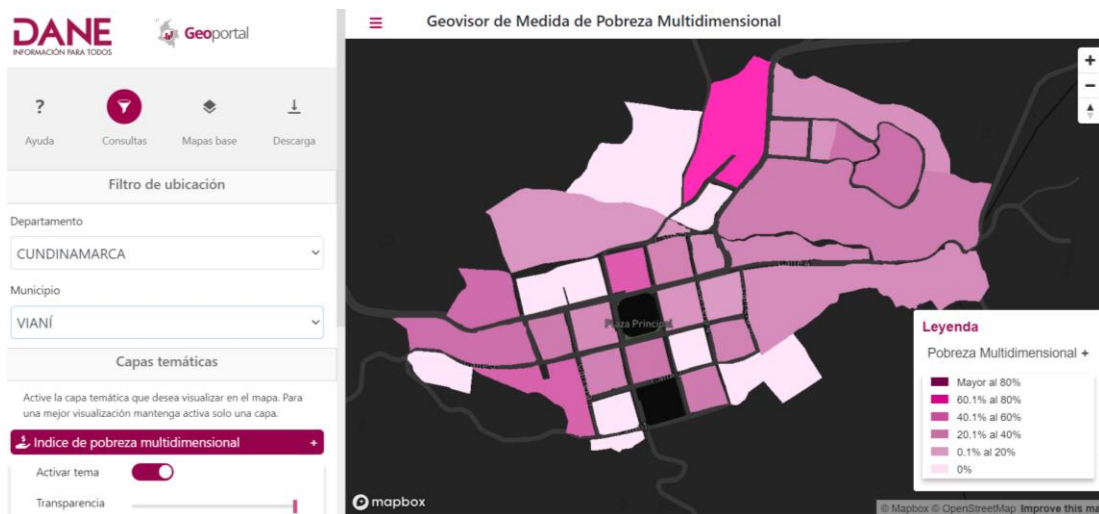 DANE
INFORMACIÓN PARA TODOS
Geoportal
Geovisor de Medida de Pobreza Multidimensional
?
Ayuda
Consultas
Mapas base
Descarga
Filtro de ubicación
Departamento
CUNDINAMARCA
Municipio
VIANÍ
Capas temáticas
Active la capa temática que desea visualizar en el mapa. Para
una mejor visualización mantenga activa solo una capa.
Indice de pobreza multidimensional +
Activar tema
Transparencia
+
−
Plaza Principal
Leyenda
Pobreza Multidimensional +
Mayor al 80%
60.1% al 80%
40.1% al 60%
20.1% al 40%
0.1% al 20%
0%
mapbox
© Mapbox © OpenStreetMap Improve this ma